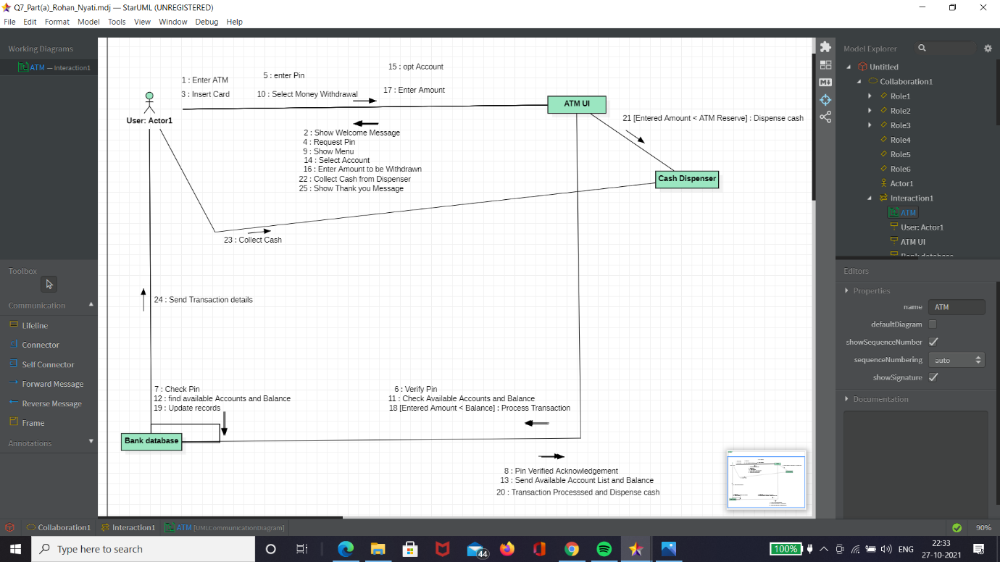 Q7_Part(a)_Rohan_Nyati.mdj — StarUML (UNREGISTERED)
File Edit Format Model Tools View Window Debug Help
Working Diagrams
ATM — Interaction1
Toolbox
Communication
Lifeline
Connector
Self Connector
Forward Message
Reverse Message
Frame
Annotations
1 : Enter ATM
3 : Insert Card
5 : enter Pin
10 : Select Money Withdrawal
15 : opt Account
17 : Enter Amount
User: Actor1
ATM UI
21 [Entered Amount < ATM Reserve] : Dispense cash
2 : Show Welcome Message
4 : Request Pin
9 : Show Menu
14 : Select Account
16 : Enter Amount to be Withdrawn
22 : Collect Cash from Dispenser
25 : Show Thank you Message
Cash Dispenser
23 : Collect Cash
24 : Send Transaction details
7 : Check Pin
12 : find available Accounts and Balance
19 : Update records
6 : Verify Pin
11 : Check Available Accounts and Balance
18 [Entered Amount < Balance] : Process Transaction
Bank database
8 : Pin Verified Acknowledgement
13 : Send Available Account List and Balance
20 : Transaction Processsed and Dispense cash
Model Explorer
Untitled
Collaboration1
Role1
Role2
Role3
Role4
Role5
Role6
Actor1
Interaction1
ATM
User: Actor1
ATM UI
Bank database
Editors
Properties
name ATM
defaultDiagram
showSequenceNumber
sequenceNumbering auto
showSignature
Documentation
Collaboration1 Interaction1 ATM [UMLCommunicationDiagram]
90%
Type here to search
44
100%
ENG
22:33
27-10-2021